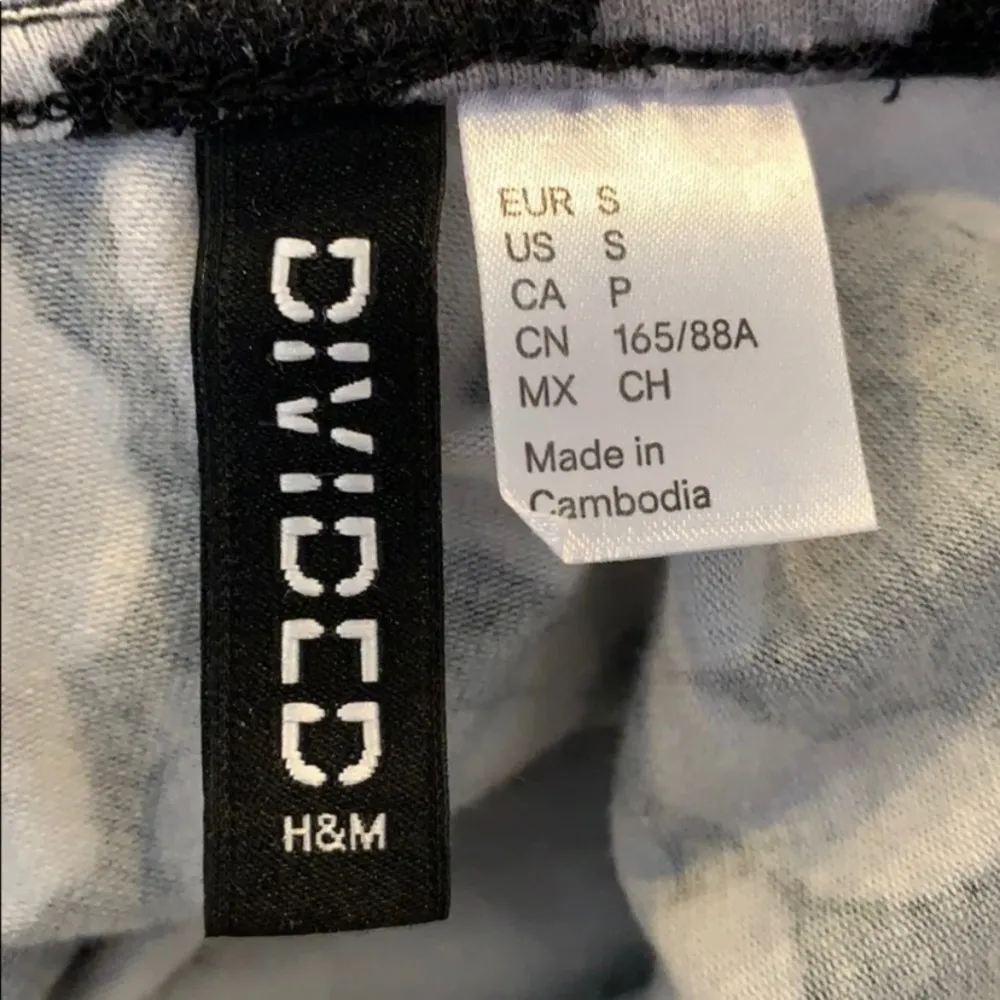 DIVIDED
H&M
EUR S
US S
CA P
CN 165/88A
MX CH
Made in
Cambodia